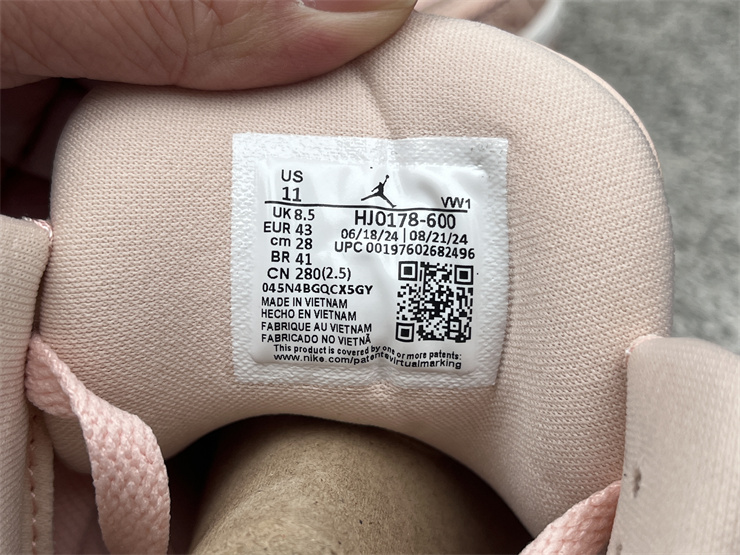 US
11
VW1
UK 8.5
HJ0178-600
EUR 43
06/18/24 | 08/21/24
cm 28
UPC 00197602682496
BR 41
CN 280(2.5)
045N4BGQCX5GY
MADE IN VIETNAM
HECHO EN VIETNAM
FABRIQUE AU VIETNAM
FABRICADO NO VIETNÃ
This product is covered by one or more patents:
www.nike.com/patentsvirtualmarking